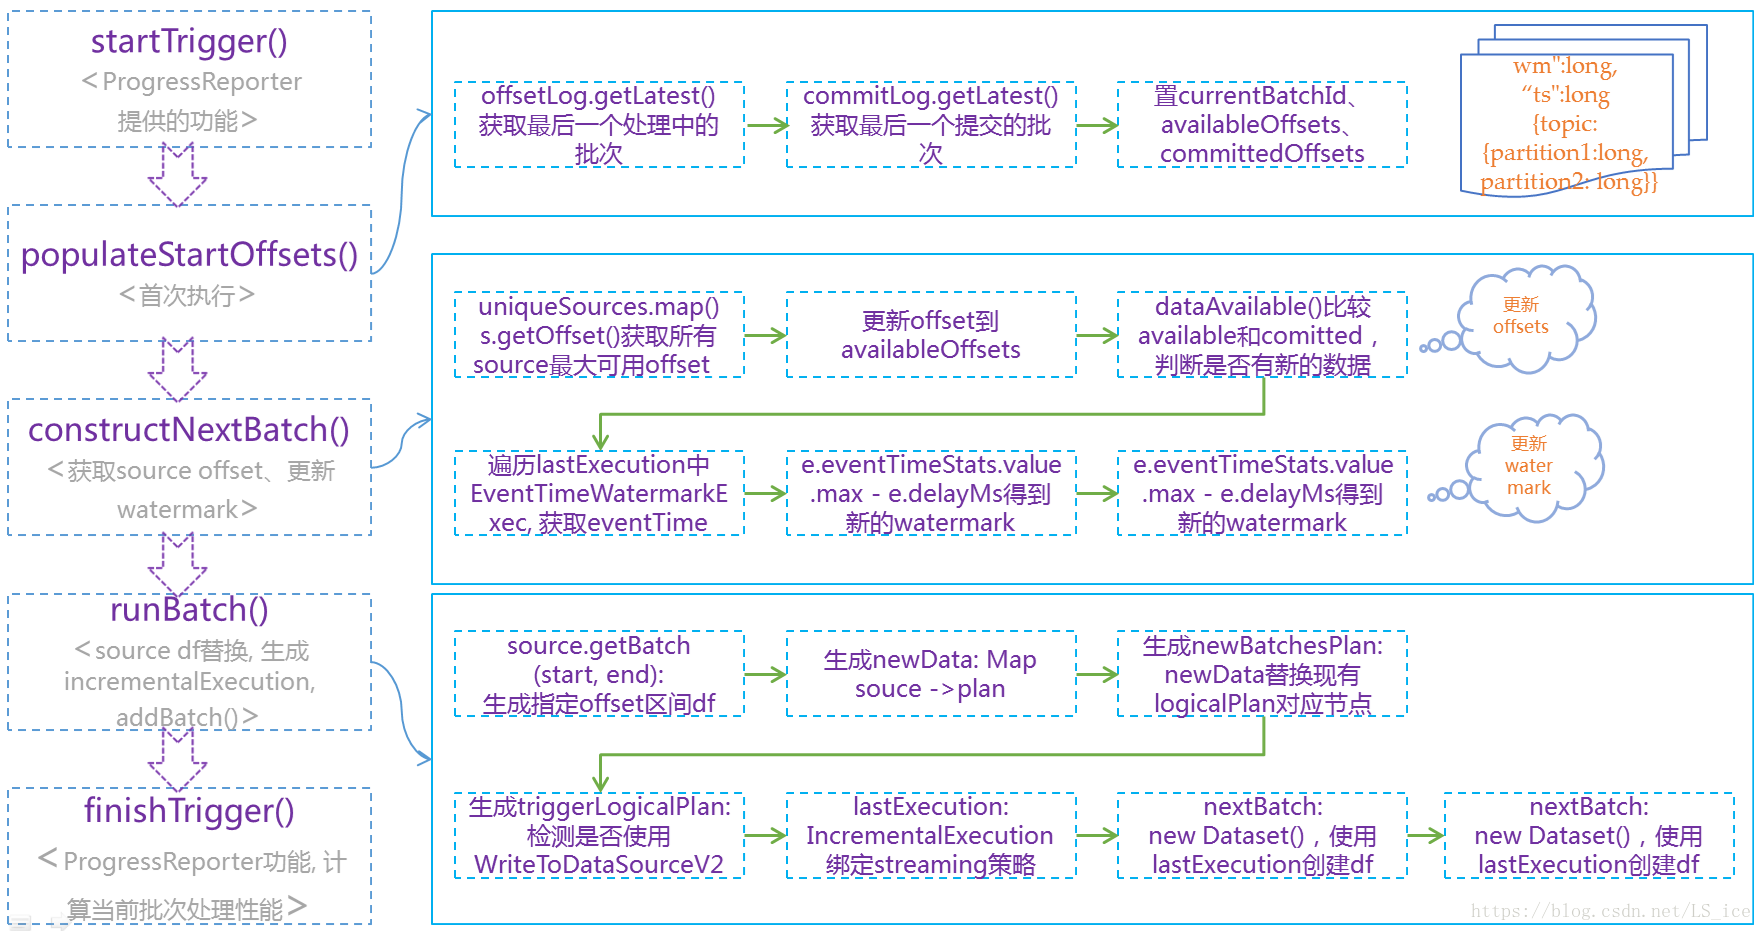 startTrigger()
<ProgressReporter
提供的功能>
populateStartOffsets()
<首次执行>
constructNextBatch()
<获取source offset、更新
watermark>
runBatch()
<source df替换, 生成
incrementalExecution,
addBatch()>
finishTrigger()
<ProgressReporter功能, 计
算当前批次处理性能>
offsetLog.getLatest()
获取最后一个处理中的
批次
commitLog.getLatest()
获取最后一个提交的批
次
置currentBatchId、
availableOffsets、
committedOffsets
wm":long,
“ts":long
{topic:
{partition1:long,
partition2: long}}
uniqueSources.map()
s.getOffset()获取所有
source最大可用offset
更新offset到
availableOffsets
dataAvailable()比较
available和comitted，
判断是否有新的数据
更新
offsets
遍历lastExecution中
EventTimeWatermarkE
xec, 获取eventTime
e.eventTimeStats.value
.max - e.delayMs得到
新的watermark
e.eventTimeStats.value
.max - e.delayMs得到
新的watermark
更新
water
mark
source.getBatch
(start, end):
生成指定offset区间df
生成newData: Map
souce ->plan
生成newBatchesPlan:
newData替换现有
logicalPlan对应节点
生成triggerLogicalPlan:
检测是否使用
WriteToDataSourceV2
lastExecution:
IncrementalExecution
绑定streaming策略
nextBatch:
new Dataset()，使用
lastExecution创建df
nextBatch:
new Dataset()，使用
lastExecution创建df
https://blog.csdn.net/LS_ice